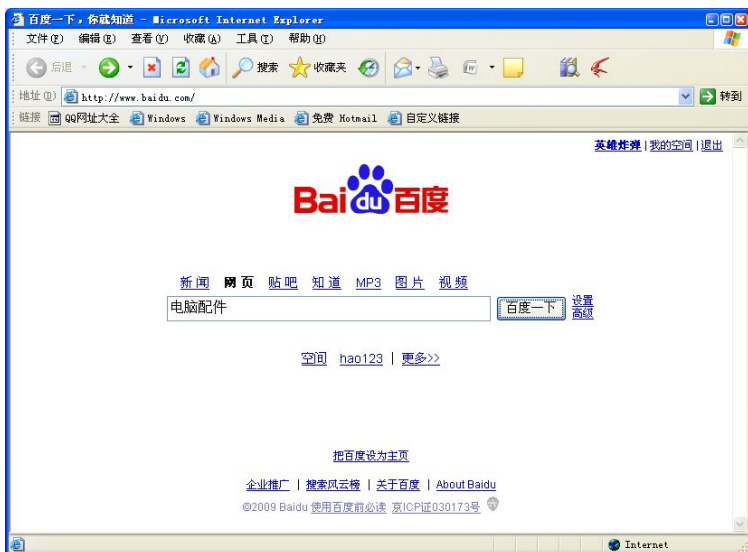 百度一下，你就知道 - Microsoft Internet Explorer
文件(F) 编辑(E) 查看(V) 收藏(A) 工具(T) 帮助(H)
后退 搜索 收藏夹
地址(D) http://www.baidu.com/ 转到
链接 QQ网址大全 Windows Windows Media 免费 Hotmail 自定义链接
英雄炸弹 | 我的空间 | 退出
Baidu百度
新闻 网页 贴吧 知道 MP3 图片 视频
电脑配件 百度一下 设置
高级
空间 hao123 | 更多>>
把百度设为主页
企业推广 | 搜索风云榜 | 关于百度 | About Baidu
©2009 Baidu 使用百度前必读 京ICP证030173号
Internet